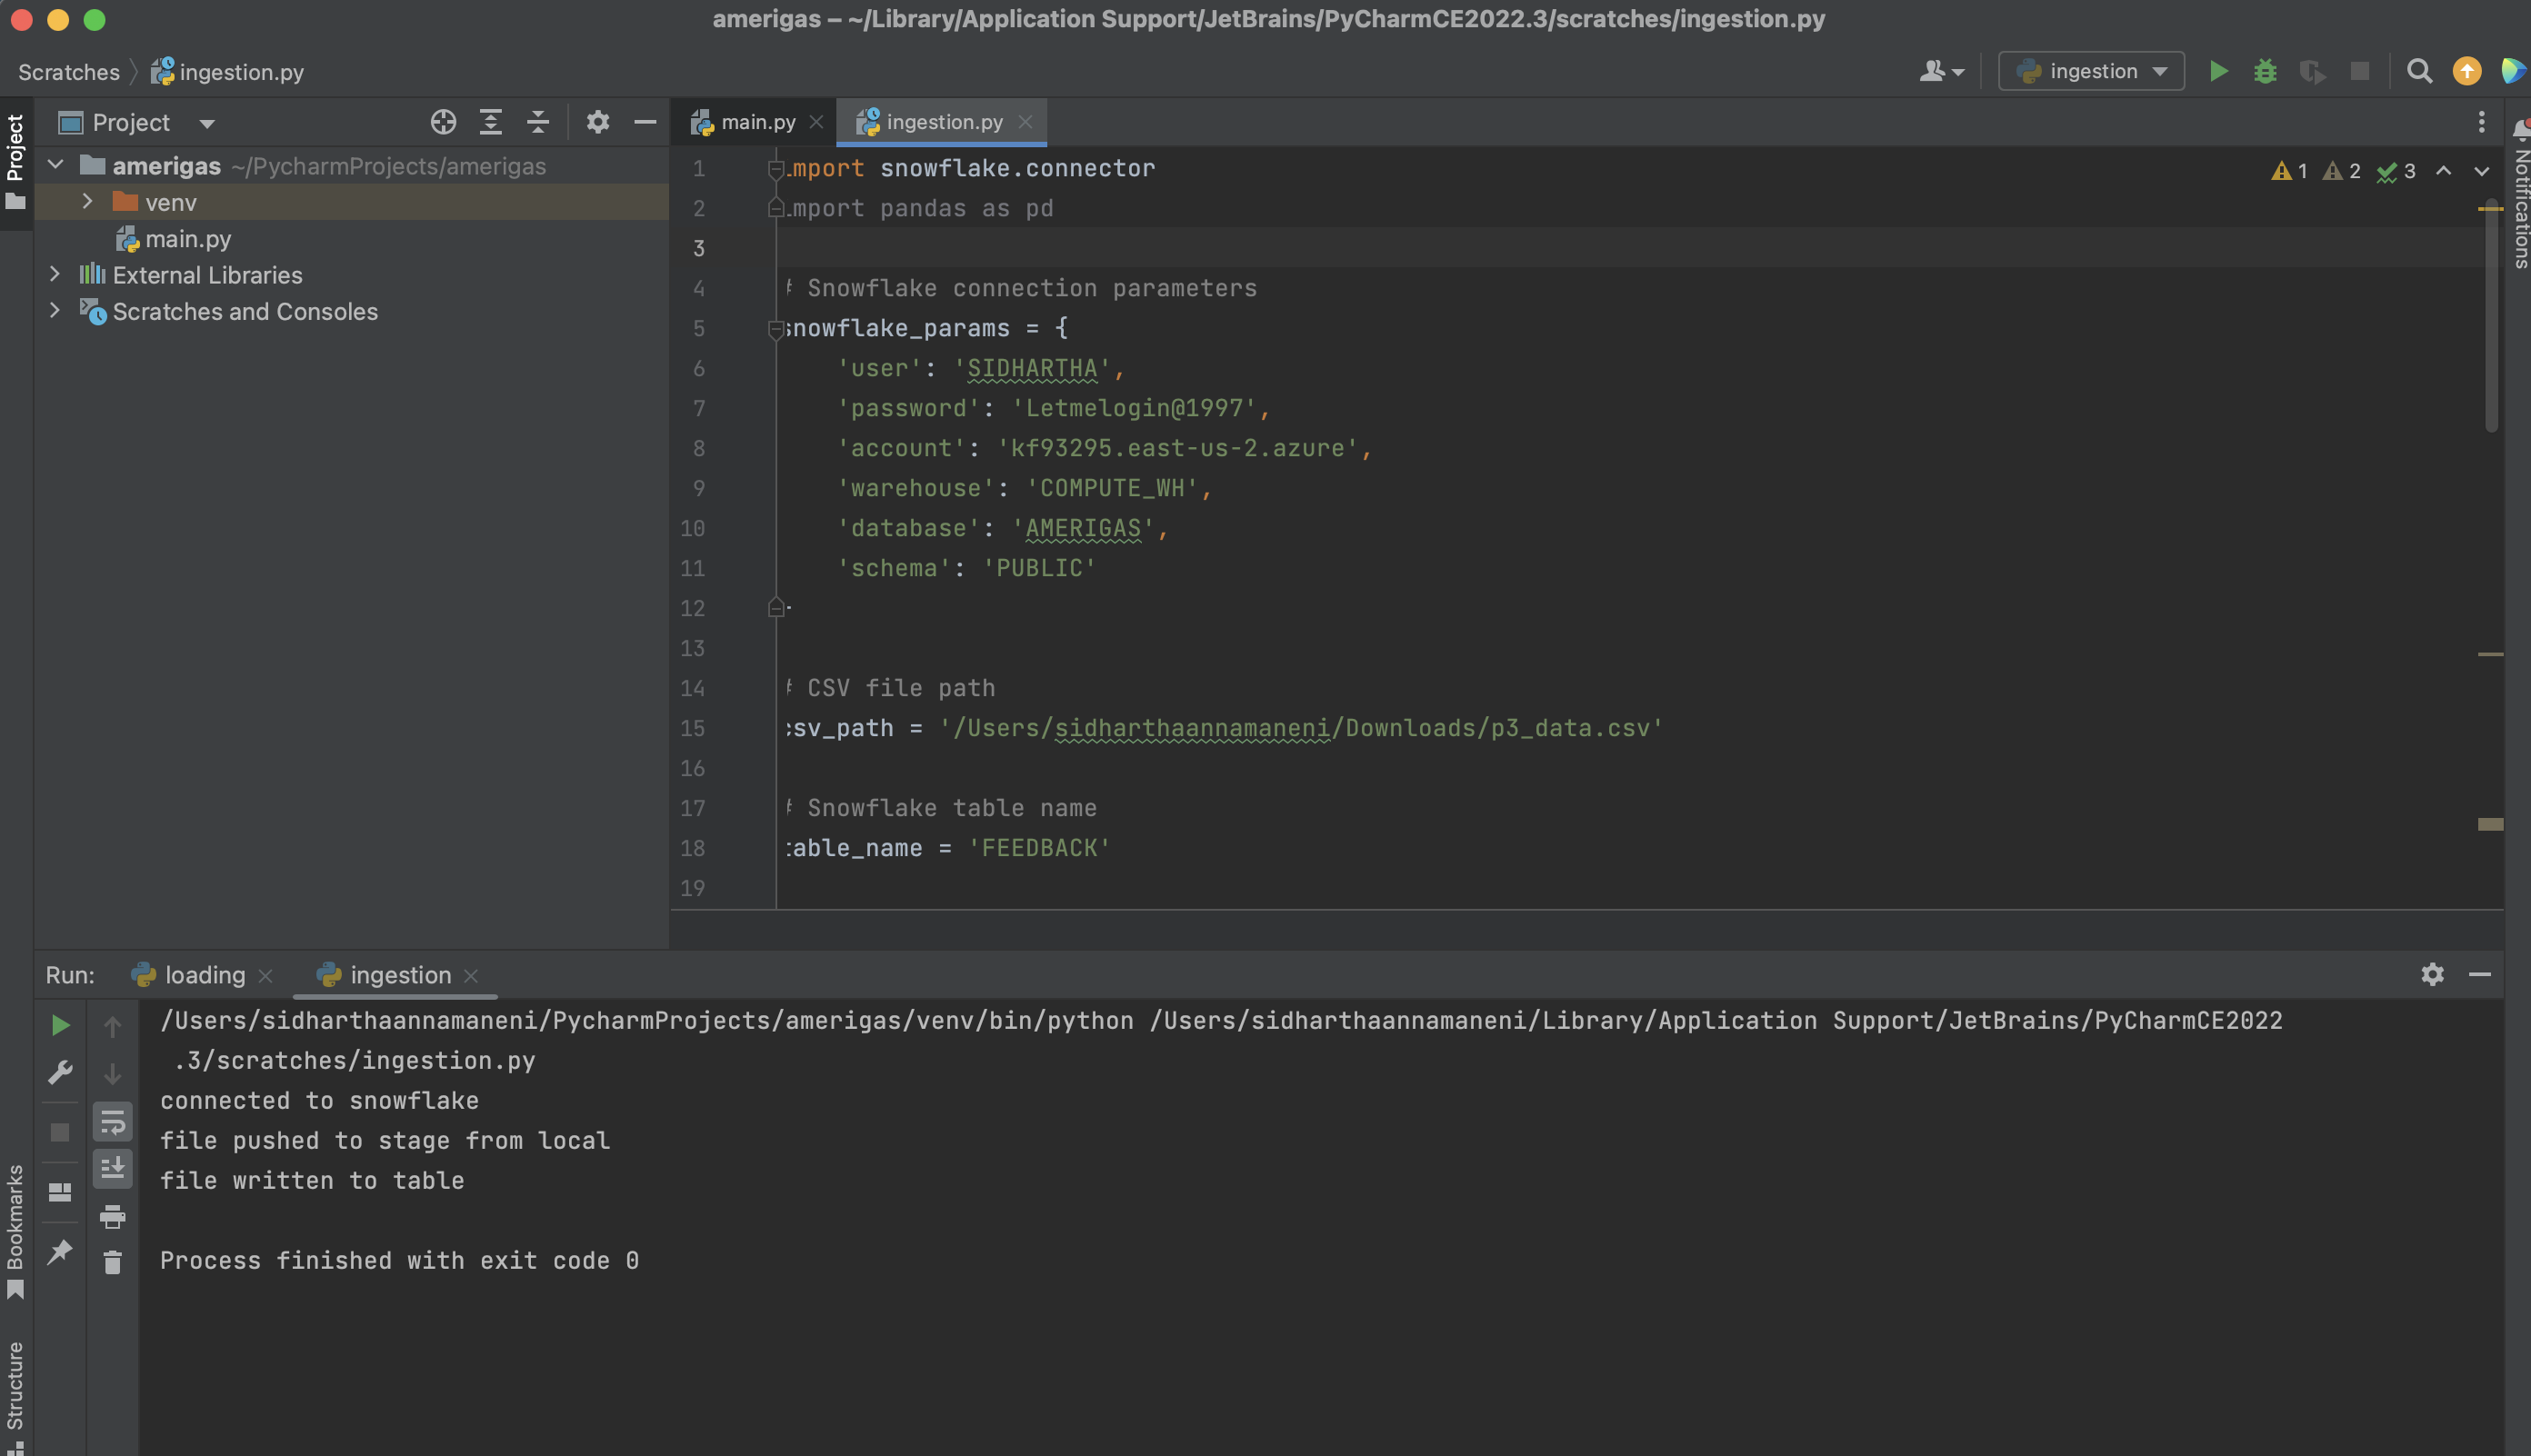 amerigas – ~/Library/Application Support/JetBrains/PyCharmCE2022.3/scratches/ingestion.py
Scratches ingestion.py
ingestion
Project
Project
main.py
ingestion.py
amerigas ~/PycharmProjects/amerigas
venv
main.py
External Libraries
Scratches and Consoles
1 2 3
Notifications
1 import snowflake.connector
2 import pandas as pd
3
4 # Snowflake connection parameters
5 snowflake_params = {
6 'user': 'SIDHARTHA',
7 'password': 'Letmelogin@1997',
8 'account': 'kf93295.east-us-2.azure',
9 'warehouse': 'COMPUTE_WH',
10 'database': 'AMERIGAS',
11 'schema': 'PUBLIC'
12
13
14 # CSV file path
15 csv_path = '/Users/sidharthaannamaneni/Downloads/p3_data.csv'
16
17 # Snowflake table name
18 table_name = 'FEEDBACK'
19
Run: loading ingestion
/Users/sidharthaannamaneni/PycharmProjects/amerigas/venv/bin/python /Users/sidharthaannamaneni/Library/Application Support/JetBrains/PyCharmCE2022
.3/scratches/ingestion.py
connected to snowflake
file pushed to stage from local
file written to table
Process finished with exit code 0
Bookmarks
Structure